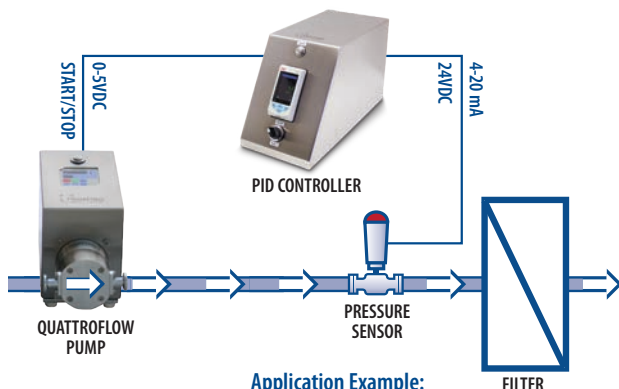 0-5VDC
START/STOP
4-20 mA
24VDC
PID CONTROLLER
QUATTROFLOW
PUMP
PRESSURE
SENSOR
Application Example:
FILTER